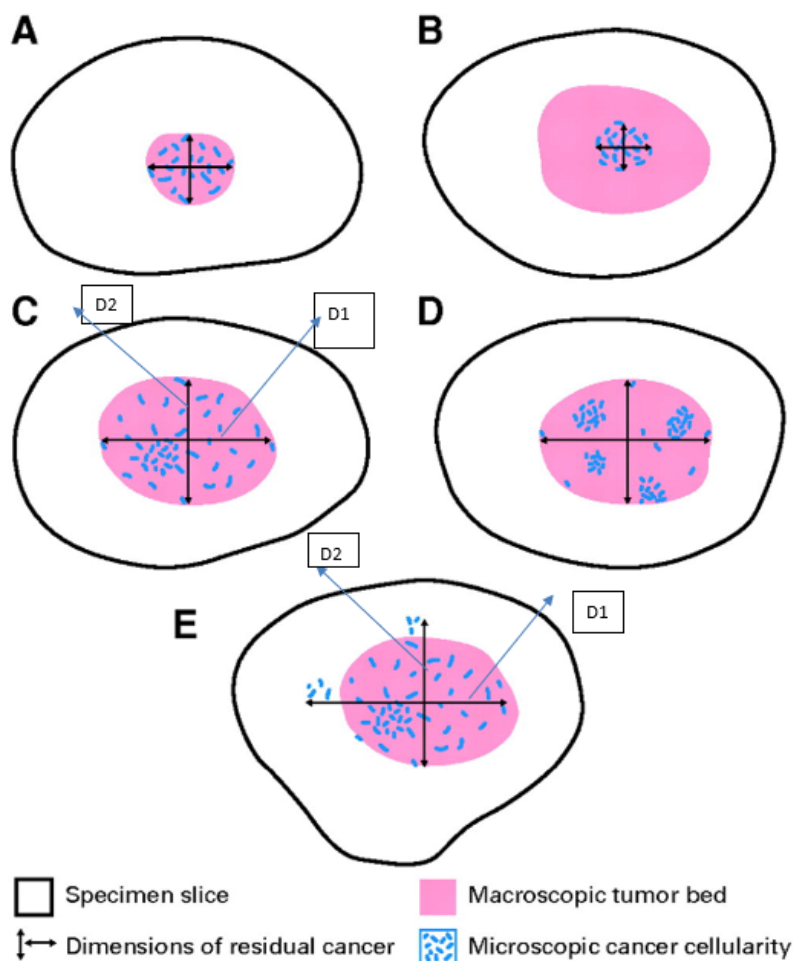 A
B
D2
D1
C
D
D2
D1
E
Specimen slice
Macroscopic tumor bed
Dimensions of residual cancer
Microscopic cancer cellularity